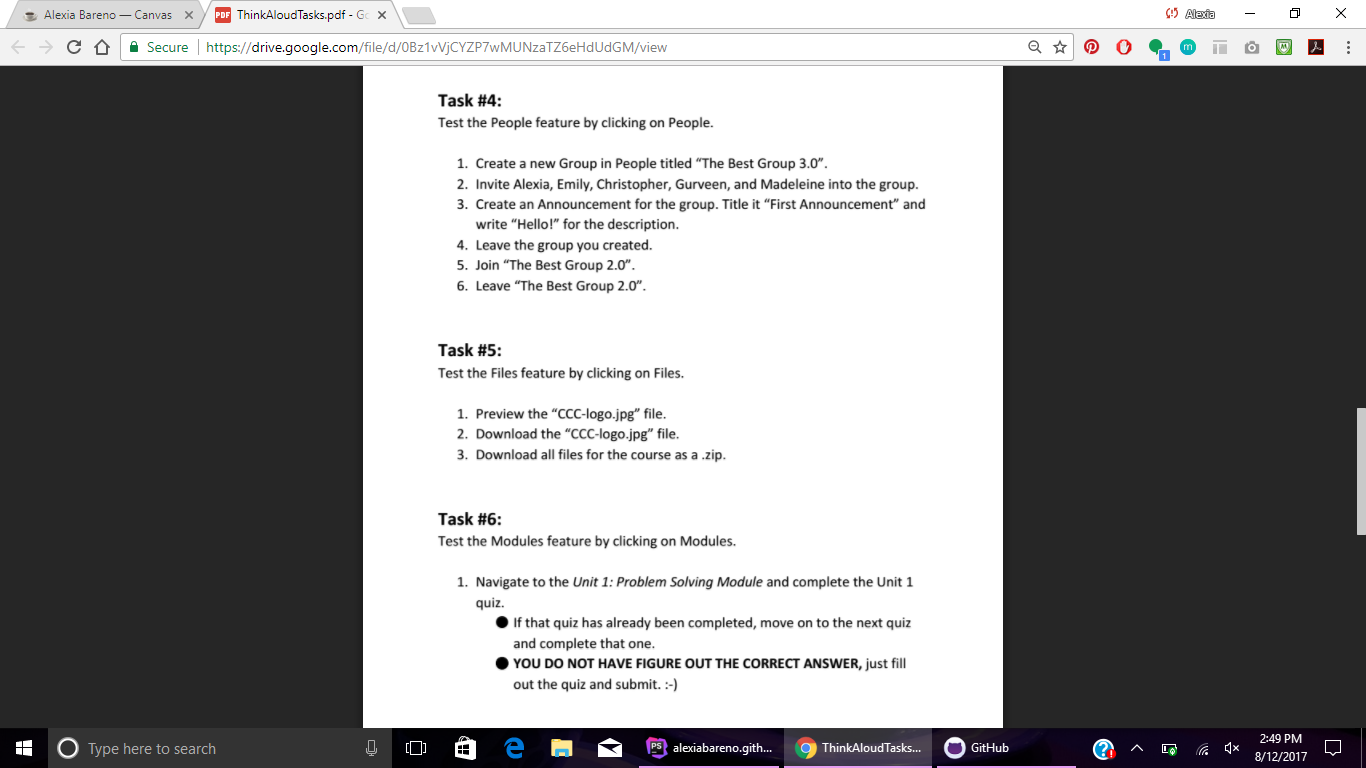 Alexia Bareno — Canvas
ThinkAloudTasks.pdf - Go
Alexia
Secure
https://drive.google.com/file/d/0Bz1vVjCYZP7wMUNzaTZ6eHdUdGM/view
Task #4:
Test the People feature by clicking on People.
1. Create a new Group in People titled “The Best Group 3.0”.
2. Invite Alexia, Emily, Christopher, Gurveen, and Madeleine into the group.
3. Create an Announcement for the group. Title it “First Announcement” and
write “Hello!” for the description.
4. Leave the group you created.
5. Join “The Best Group 2.0”.
6. Leave “The Best Group 2.0”.
Task #5:
Test the Files feature by clicking on Files.
1. Preview the “CCC-logo.jpg” file.
2. Download the “CCC-logo.jpg” file.
3. Download all files for the course as a .zip.
Task #6:
Test the Modules feature by clicking on Modules.
1. Navigate to the Unit 1: Problem Solving Module and complete the Unit 1
quiz.
● If that quiz has already been completed, move on to the next quiz
and complete that one.
● YOU DO NOT HAVE FIGURE OUT THE CORRECT ANSWER, just fill
out the quiz and submit. :-)
Type here to search
alexiabareno.gith...
ThinkAloudTasks...
GitHub
2:49 PM
8/12/2017